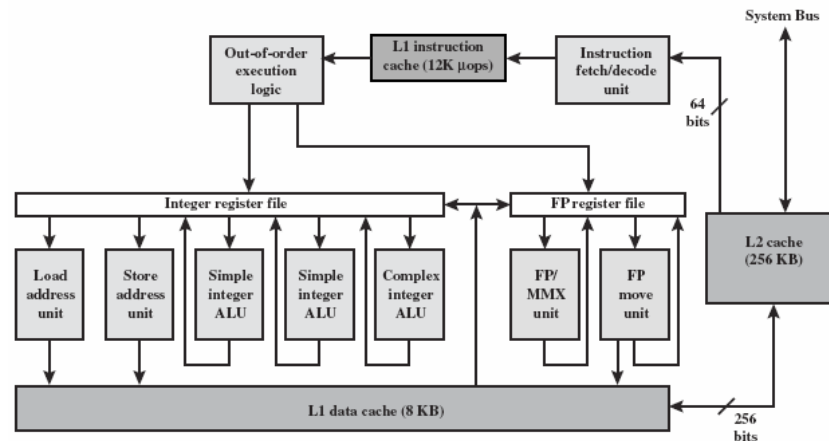 System Bus
Out-of-order
execution
logic
L1 instruction
cache (12K μops)
Instruction
fetch/decode
unit
64
bits
Integer register file
FP register file
Load
address
unit
Store
address
unit
Simple
integer
ALU
Simple
integer
ALU
Complex
integer
ALU
FP/
MMX
unit
FP
move
unit
L2 cache
(256 KB)
L1 data cache (8 KB)
256
bits